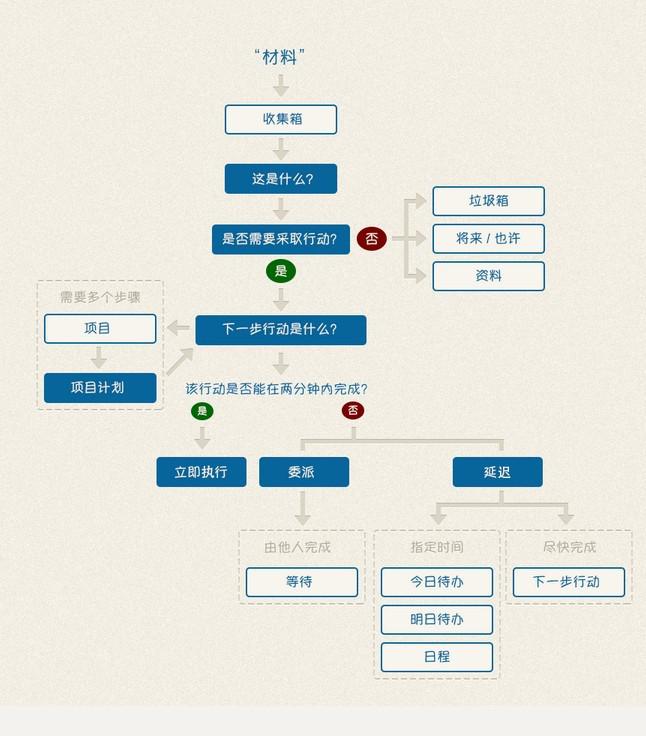 “材料”
收集箱
这是什么?
是否需要采取行动?
否
垃圾箱
将来 / 也许
资料
是
需要多个步骤
项目
项目计划
下一步行动是什么?
该行动是否能在两分钟内完成?
是
否
立即执行
委派
延迟
由他人完成
等待
指定时间
今日待办
明日待办
日程
尽快完成
下一步行动